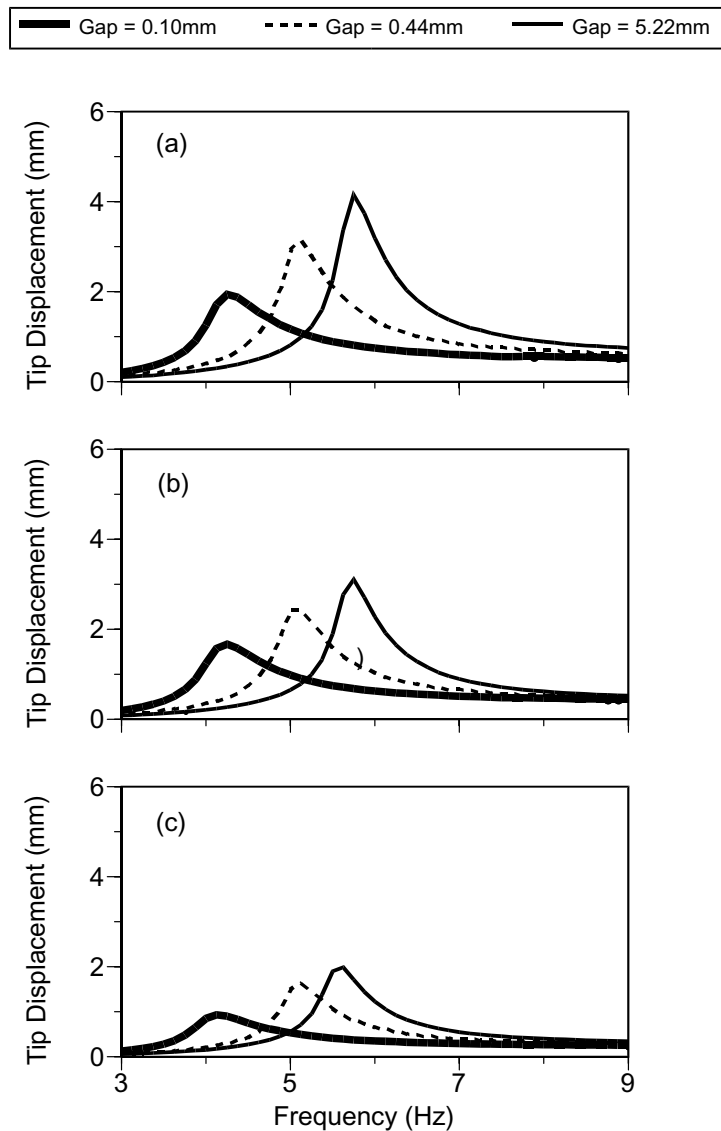 Gap = 0.10mm Gap = 0.44mm Gap = 5.22mm
(a)
Tip Displacement (mm)
6
4
2
0
(b)
Tip Displacement (mm)
6
4
2
0
(c)
Tip Displacement (mm)
6
4
2
0
3 5 7 9
Frequency (Hz)